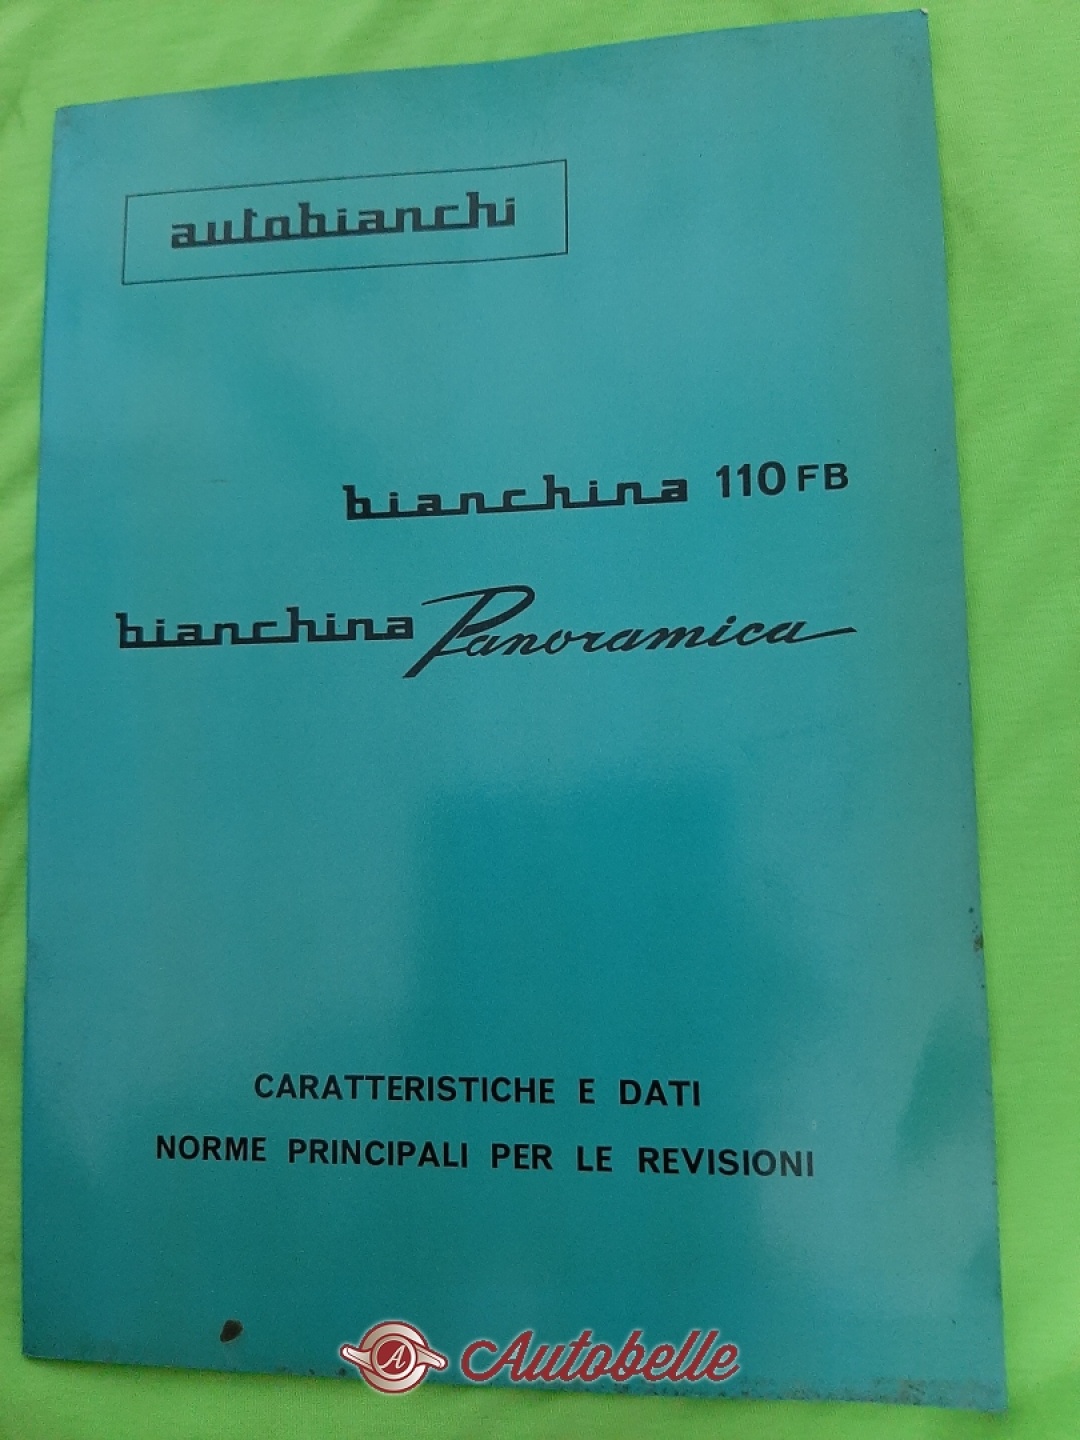 autobianchi
bianchina 110 FB
bianchina Panoramica
CARATTERISTICHE E DATI
NORME PRINCIPALI PER LE REVISIONI
A Autobelle